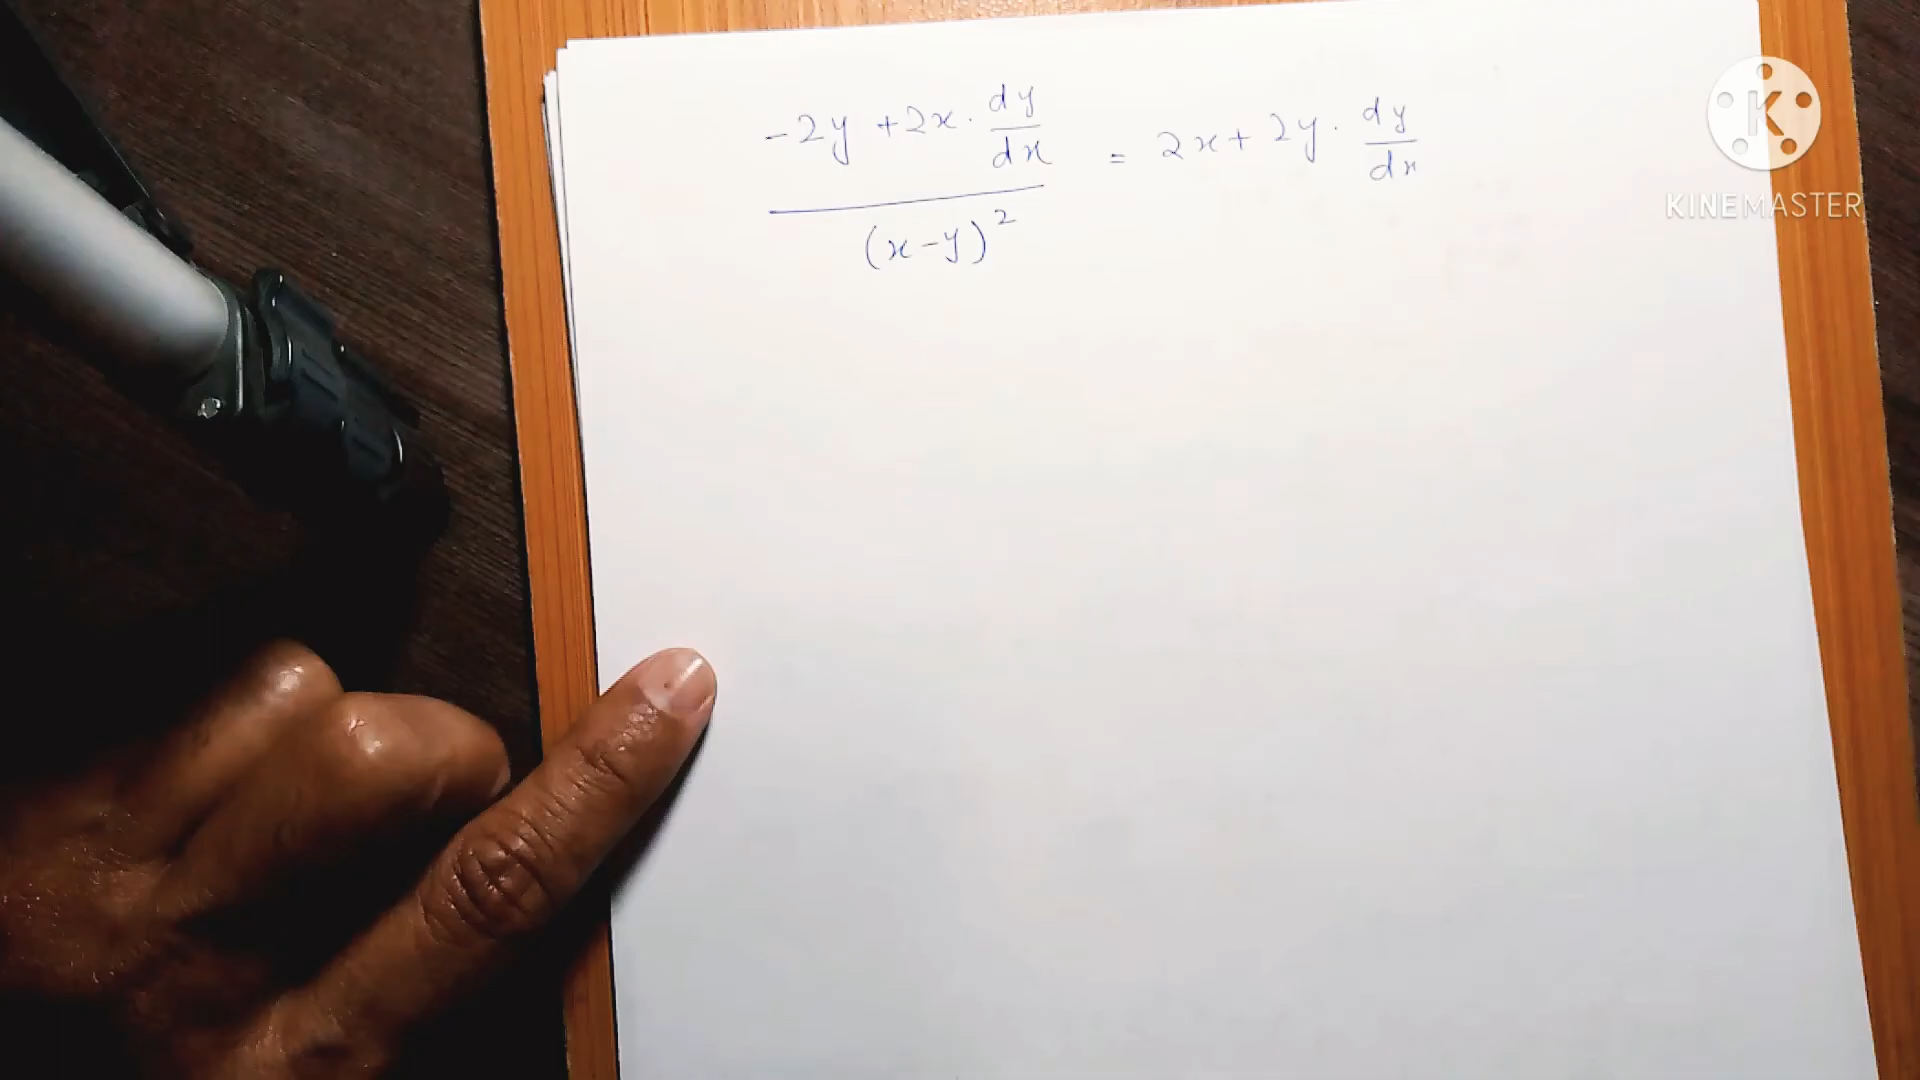 -2y +2x . dy/dx = 2x + 2y . dy/dx
(x-y)²
K
KINEMASTER